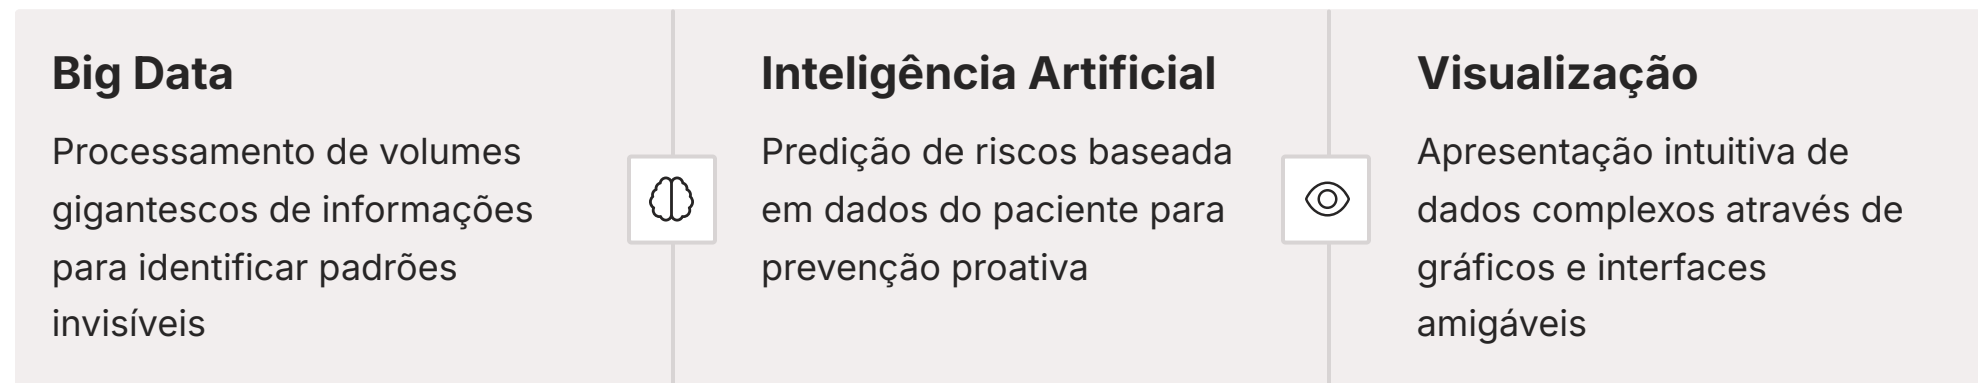 Big Data
Processamento de volumes
gigantescos de informações
para identificar padrões
invisíveis
Inteligência Artificial
Predição de riscos baseada
em dados do paciente para
prevenção proativa
Visualização
Apresentação intuitiva de
dados complexos através de
gráficos e interfaces
amigáveis